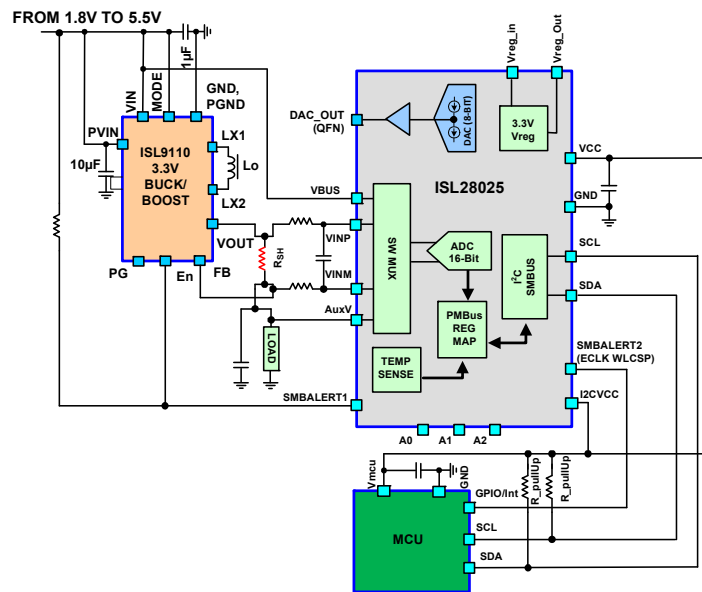 FROM 1.8V TO 5.5V
1µF
VIN
MODE
GND,
PGND
PVIN
10µF
ISL9110
3.3V
BUCK/
BOOST
LX1
Lo
LX2
VOUT
PG
En
FB
RSH
LOAD
Vreg_in
Vreg_Out
DAC_OUT
(QFN)
DAC (8-BIT)
3.3V
Vreg
VCC
ISL28025
GND
VBUS
VINP
VINM
AuxV
SW MUX
ADC
16-Bit
I²C
SMBUS
SCL
SDA
PMBus
REG
MAP
TEMP
SENSE
SMBALERT2
(ECLK WLCSP)
I2CVCC
SMBALERT1
A0
A1
A2
Vmcu
GND
R_pullUp
R_pullUp
GPIO/Int
MCU
SCL
SDA